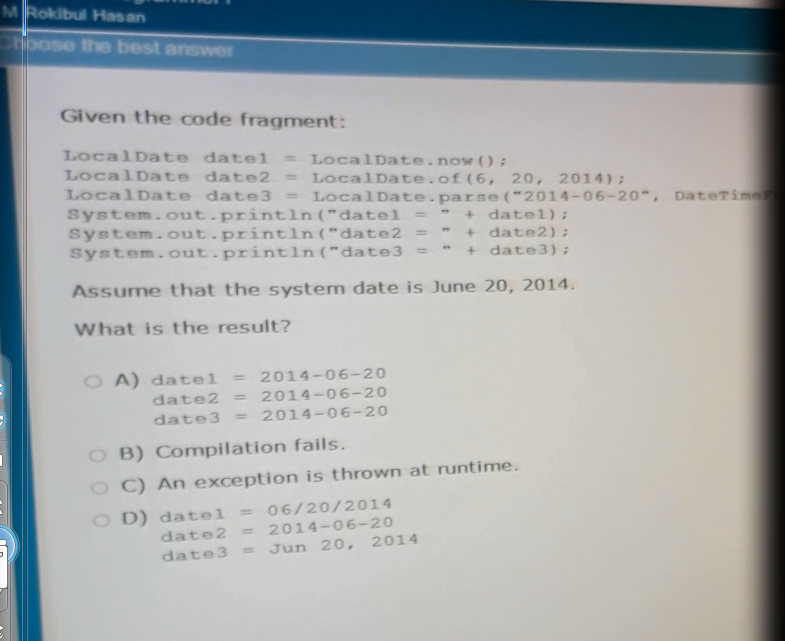 M Rokibul Hasan
Choose the best answer
Given the code fragment:
LocalDate date1 = LocalDate.now();
LocalDate date2 = LocalDate.of(6, 20, 2014);
LocalDate date3 = LocalDate.parse("2014-06-20", DateTimeFo
System.out.println("date1 = " + date1);
System.out.println("date2 = " + date2);
System.out.println("date3 = " + date3);
Assume that the system date is June 20, 2014.
What is the result?
A) date1 = 2014-06-20
date2 = 2014-06-20
date3 = 2014-06-20
B) Compilation fails.
C) An exception is thrown at runtime.
D) date1 = 06/20/2014
date2 = 2014-06-20
date3 = Jun 20, 2014